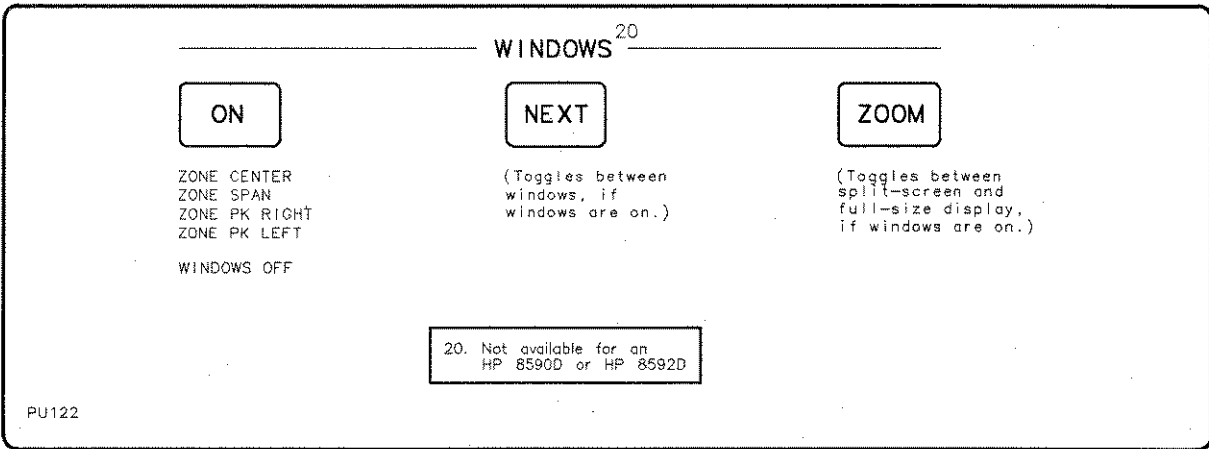 WINDOWS 20
ON
ZONE CENTER
ZONE SPAN
ZONE PK RIGHT
ZONE PK LEFT
WINDOWS OFF
NEXT
(Toggles between
windows, if
windows are on.)
ZOOM
(Toggles between
split-screen and
full-size display,
if windows are on.)
20. Not available for an
HP 8590D or HP 8592D
PU122